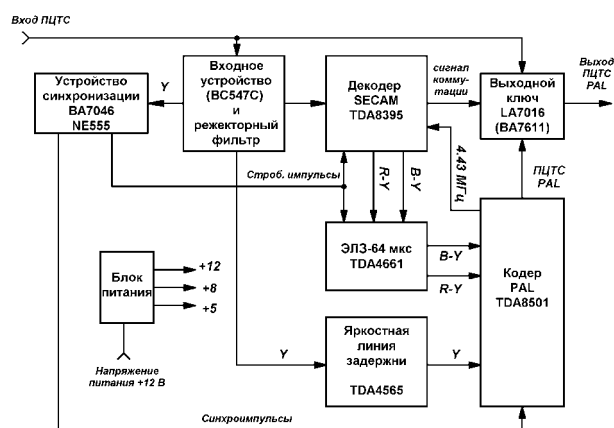 Вход ПЦТС
Устройство
синхронизации
BA7046
NE555
Y
Входное
устройство
(BC547C)
и
режекторный
фильтр
Декодер
SECAM
TDA8395
сигнал
комму-
тации
Выходной
ключ
LA7016
(BA7611)
Выход
ПЦТС
PAL
Строб. импульсы
R-Y
B-Y
4.43 МГц
ПЦТС
PAL
ЭЛЗ-64 мкс
TDA4661
B-Y
R-Y
Кодер
PAL
TDA8501
Блок
питания
+12
+8
+5
Напряжение
питания +12 В
Y
Яркостная
линия
задержни
TDA4565
Y
Синхроимпульсы